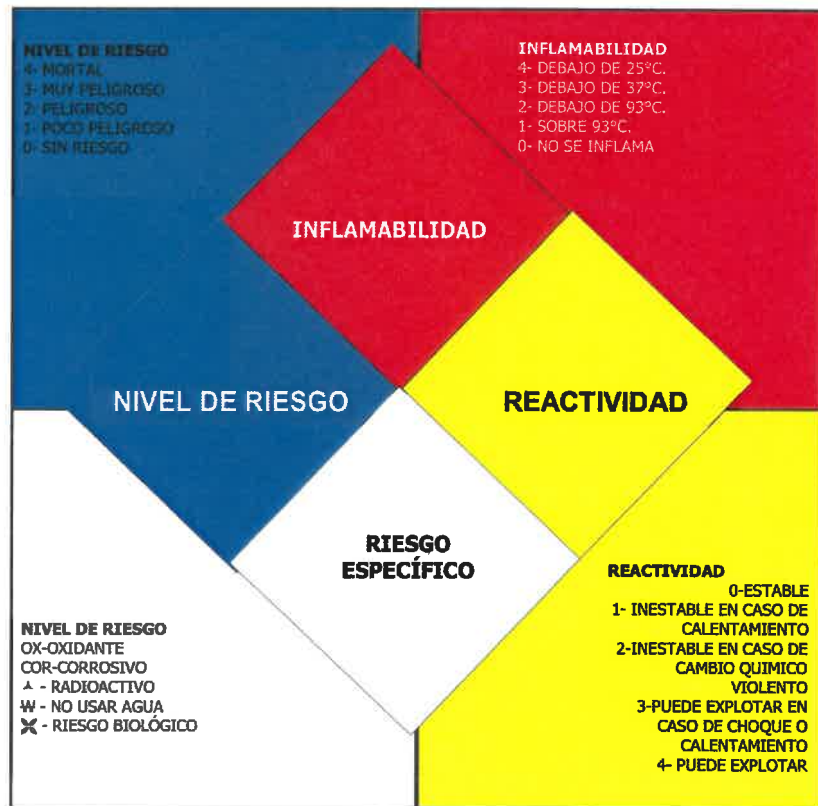 NIVEL DE RIESGO
4- MORTAL
3- MUY PELIGROSO
2- PELIGROSO
1- POCO PELIGROSO
0- SIN RIESGO
INFLAMABILIDAD
4- DEBAJO DE 25°C.
3- DEBAJO DE 37°C.
2- DEBAJO DE 93°C.
1- SOBRE 93°C.
0- NO SE INFLAMA
INFLAMABILIDAD
NIVEL DE RIESGO
REACTIVIDAD
RIESGO
ESPECÍFICO
NIVEL DE RIESGO
OX-OXIDANTE
COR-CORROSIVO
- RADIOACTIVO
W - NO USAR AGUA
- RIESGO BIOLÓGICO
REACTIVIDAD
0-ESTABLE
1- INESTABLE EN CASO DE
CALENTAMIENTO
2-INESTABLE EN CASO DE
CAMBIO QUIMICO
VIOLENTO
3-PUEDE EXPLOTAR EN
CASO DE CHOQUE O
CALENTAMIENTO
4- PUEDE EXPLOTAR